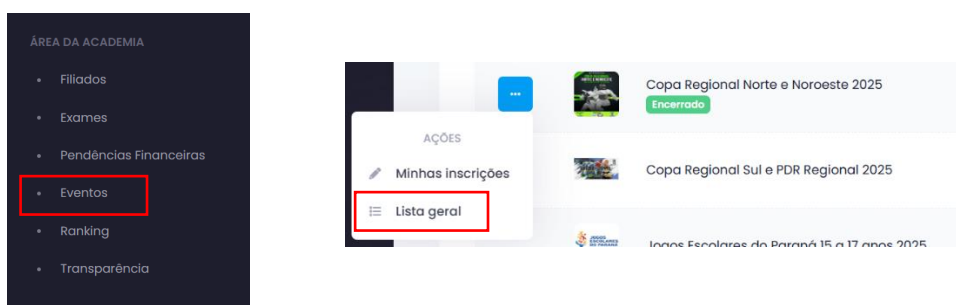 ÁREA DA ACADEMIA
Filiados
Exames
Pendências Financeiras
Eventos
Ranking
Transparência
Copa Regional Norte e Noroeste 2025
Encerrado
AÇÕES
Minhas inscrições
Copa Regional Sul e PDR Regional 2025
Lista geral
Jogos Escolares do Paraná 15 a 17 anos 2025